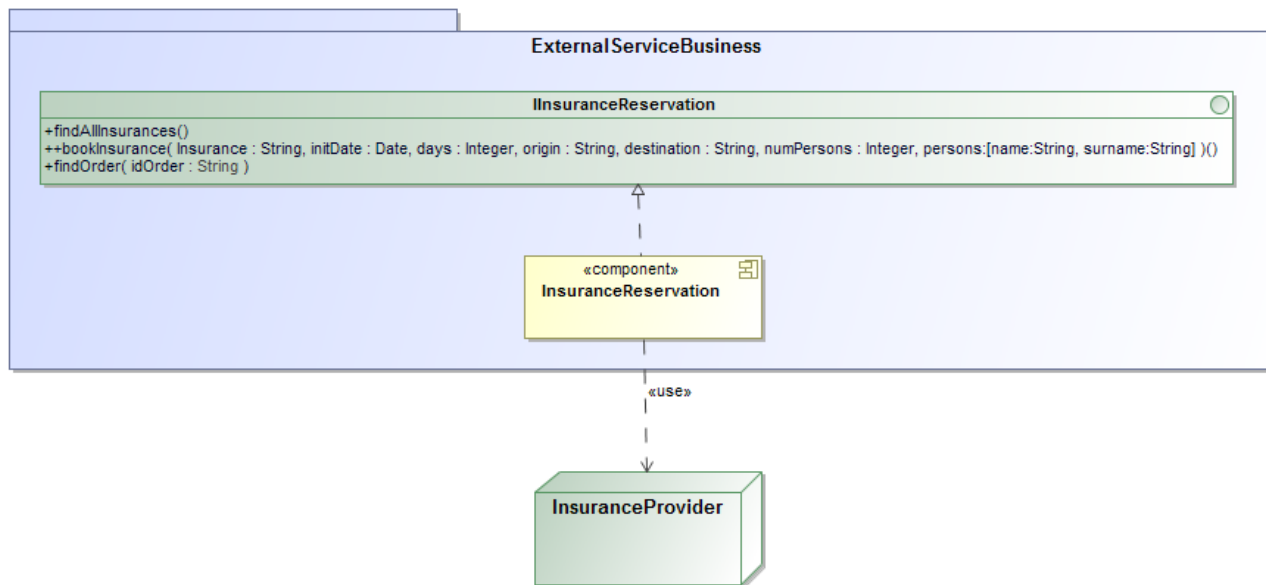 ExternalServiceBusiness
IInsuranceReservation
+findAllInsurances()
++bookInsurance( Insurance : String, initDate : Date, days : Integer, origin : String, destination : String, numPersons : Integer, persons:[name:String, surname:String] )()
+findOrder( idOrder : String )
«component»
InsuranceReservation
«use»
InsuranceProvider